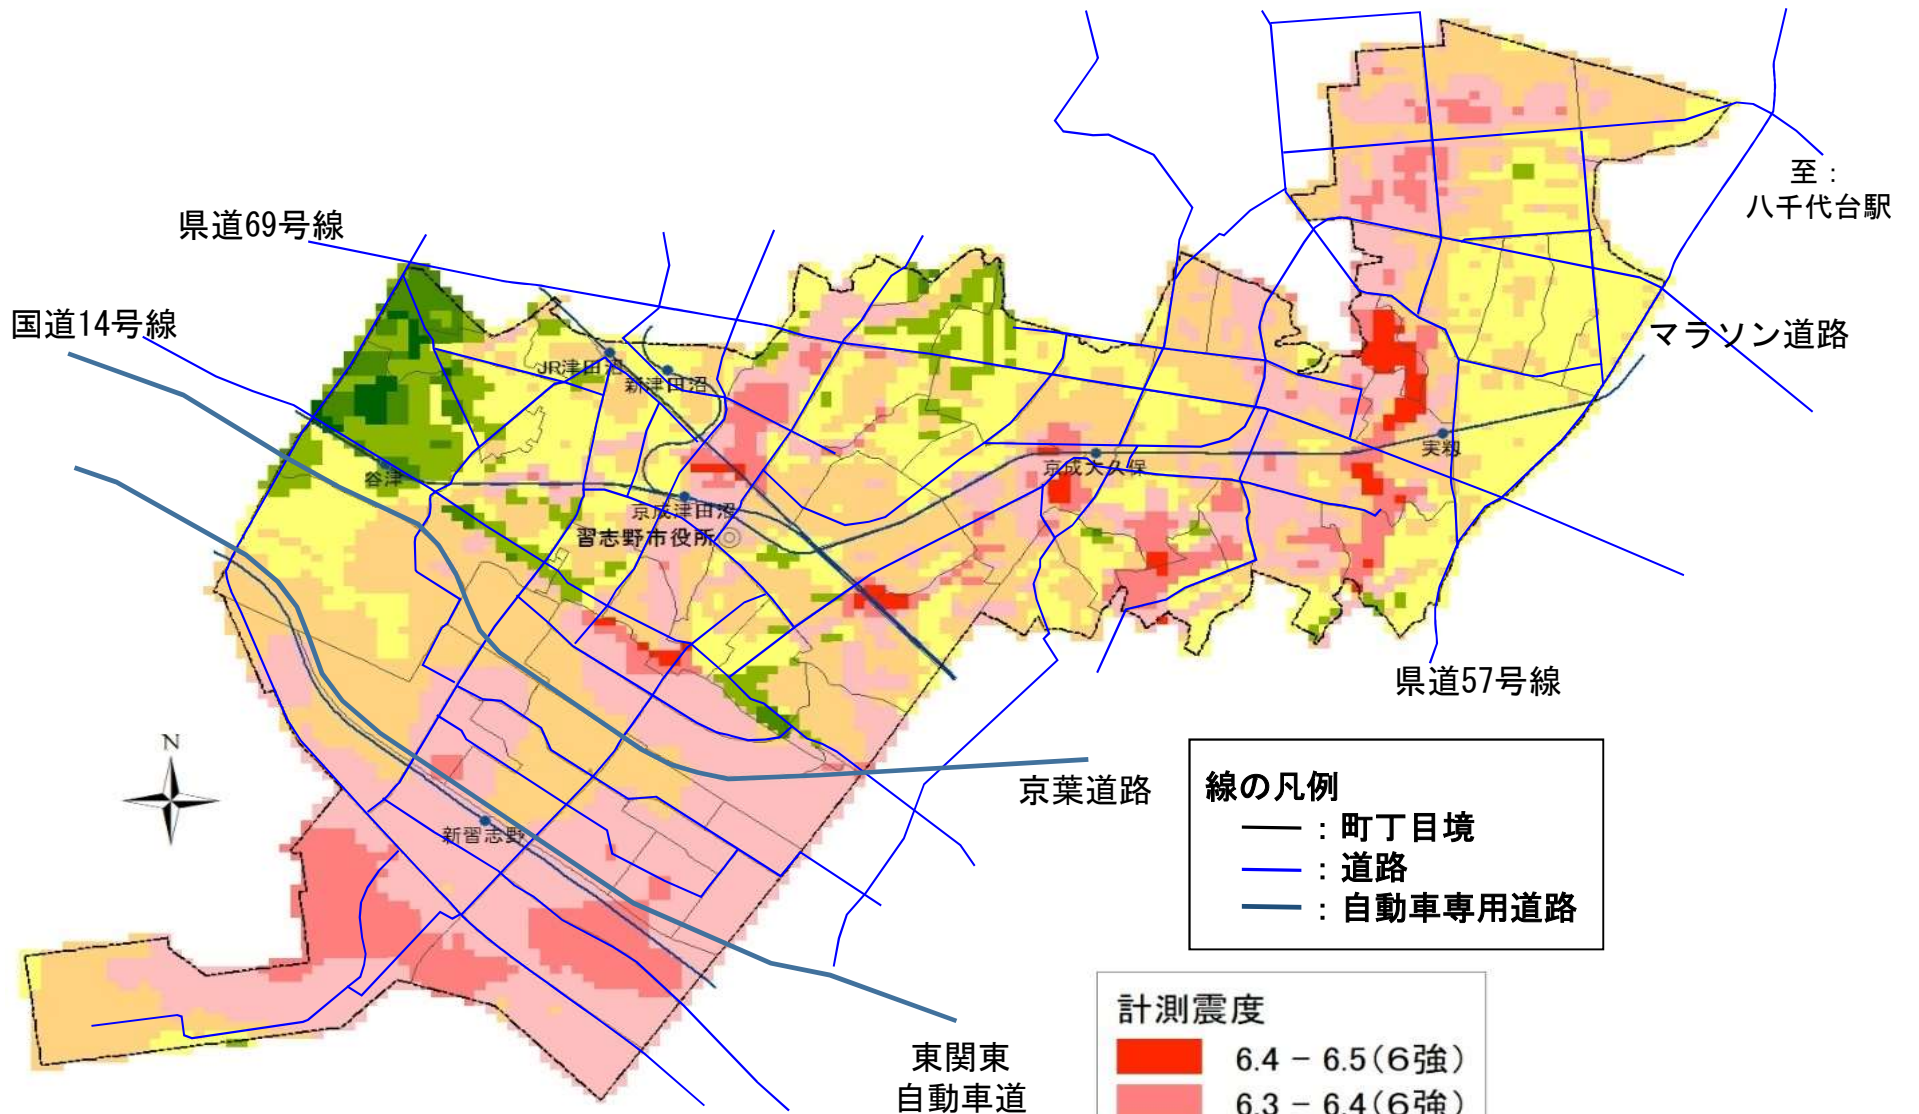 県道69号線
国道14号線
至：
八千代台駅
マラソン道路
JR津田沼
新津田沼
谷津
京成津田沼
習志野市役所◎
京成大久保
実籾
県道57号線
N
新習志野
京葉道路
東関東
自動車道
線の凡例
：町丁目境
：道路
：自動車専用道路
計測震度
6.4 − 6.5(６強)
6.3 − 6.4(６強)